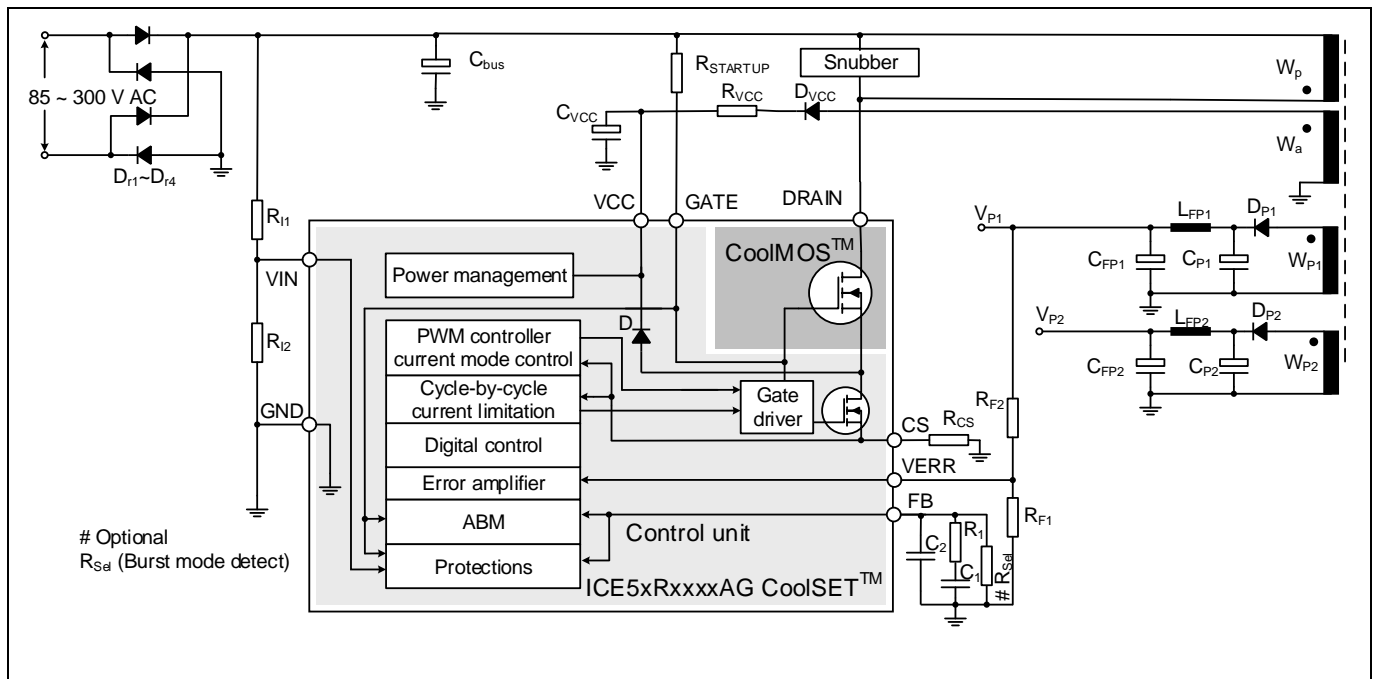 85 ~ 300 V AC
Dr1~Dr4
Cbus
RSTARTUP
Snubber
Wp
RVCC
DVCC
CVCC
Wa
RI1
VCC
GATE
DRAIN
VP1
LFP1
DP1
CFP1
CP1
WP1
VIN
Power management
CoolMOS™
D
RI2
PWM controller
current mode control
VP2
LFP2
DP2
CFP2
CP2
WP2
Cycle-by-cycle
current limitation
Gate
driver
RF2
GND
CS
RCS
Digital control
VERR
Error amplifier
FB
RF1
ABM
Control unit
C2
R1
C1
# RSel
Protections
ICE5xRxxxxAG CoolSET™
# Optional
RSel (Burst mode detect)